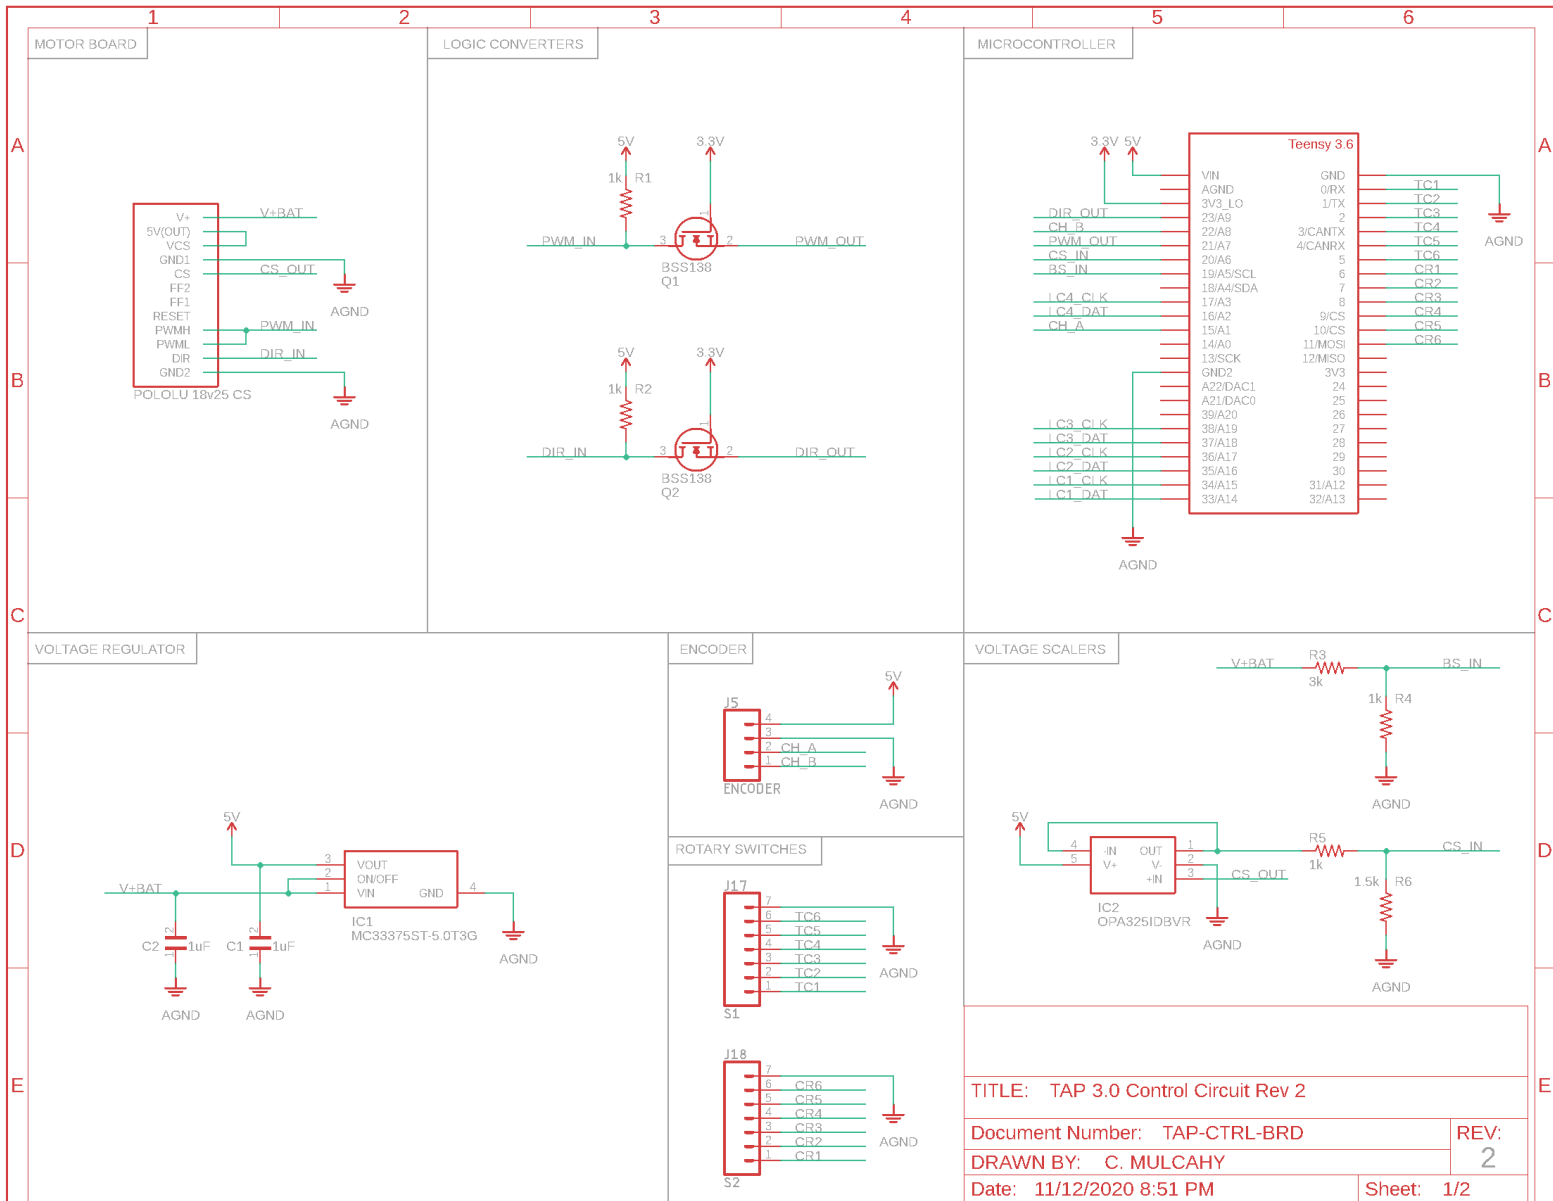 1 2 3 4 5 6
MOTOR BOARD
LOGIC CONVERTERS
MICROCONTROLLER
A
A
B
B
C
C
D
D
E
E
V+
5V(OUT)
VCS
GND1
CS
FF2
FF1
RESET
PWMH
PWML
DIR
GND2
V+BAT
CS_OUT
AGND
PWM_IN
DIR_IN
AGND
POLOLU 18v25 CS
5V
3.3V
1k
R1
1
PWM_IN
3
2
PWM_OUT
BSS138
Q1
5V
3.3V
1k
R2
1
DIR_IN
3
2
DIR_OUT
BSS138
Q2
3.3V
5V
Teensy 3.6
DIR_OUT
CH_B
PWM_OUT
CS_IN
BS_IN
LC4_CLK
LC4_DAT
CH_A
LC3_CLK
LC3_DAT
LC2_CLK
LC2_DAT
LC1_CLK
LC1_DAT
AGND
VIN
AGND
3V3_LO
23/A9
22/A8
21/A7
20/A6
19/A5/SCL
18/A4/SDA
17/A3
16/A2
15/A1
14/A0
13/SCK
GND2
A22/DAC1
A21/DAC0
39/A20
38/A19
37/A18
36/A17
35/A16
34/A15
33/A14
GND
0/RX
1/TX
2
3/CANTX
4/CANRX
5
6
7
8
9/CS
10/CS
11/MOSI
12/MISO
3V3
24
25
26
27
28
29
30
31/A12
32/A13
TC1
TC2
TC3
TC4
TC5
TC6
CR1
CR2
CR3
CR4
CR5
CR6
AGND
VOLTAGE REGULATOR
5V
V+BAT
3
2
1
VOUT
ON/OFF
VIN
GND
4
IC1
MC33375ST-5.0T3G
AGND
C2
2
1
1uF
AGND
C1
2
1
1uF
AGND
ENCODER
5V
J5
4
3
2
1
CH_A
CH_B
ENCODER
AGND
ROTARY SWITCHES
J17
7
6
5
4
3
2
1
TC6
TC5
TC4
TC3
TC2
TC1
AGND
S1
J18
7
6
5
4
3
2
1
CR6
CR5
CR4
CR3
CR2
CR1
AGND
S2
VOLTAGE SCALERS
V+BAT
R3
3k
BS_IN
1k
R4
AGND
5V
4
5
-IN
V+
OUT
V-
+IN
1
2
3
CS_OUT
IC2
OPA325IDBVR
AGND
R5
1k
CS_IN
1.5k
R6
AGND
TITLE: TAP 3.0 Control Circuit Rev 2
Document Number: TAP-CTRL-BRD
REV:
2
DRAWN BY: C. MULCAHY
Date: 11/12/2020 8:51 PM
Sheet: 1/2